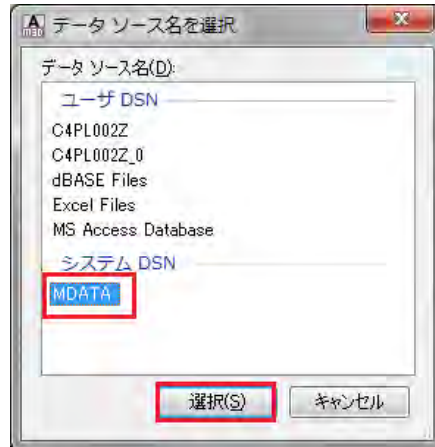 データ ソース名を選択
データ ソース名(D):
ユーザ DSN
C4PL002Z
C4PL002Z_0
dBASE Files
Excel Files
MS Access Database
システム DSN
MDATA
選択(S)
キャンセル